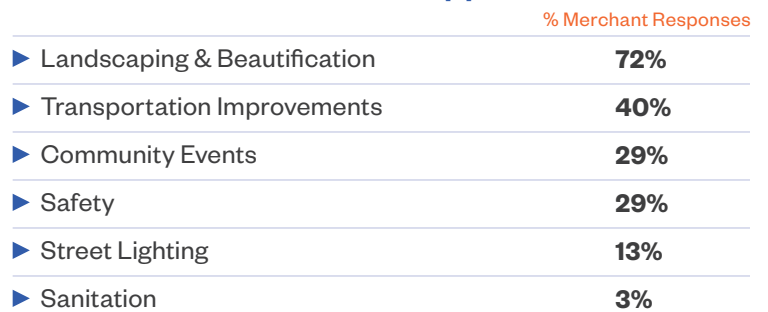 % Merchant Responses
▶ Landscaping & Beautification 72%
▶ Transportation Improvements 40%
▶ Community Events 29%
▶ Safety 29%
▶ Street Lighting 13%
▶ Sanitation 3%